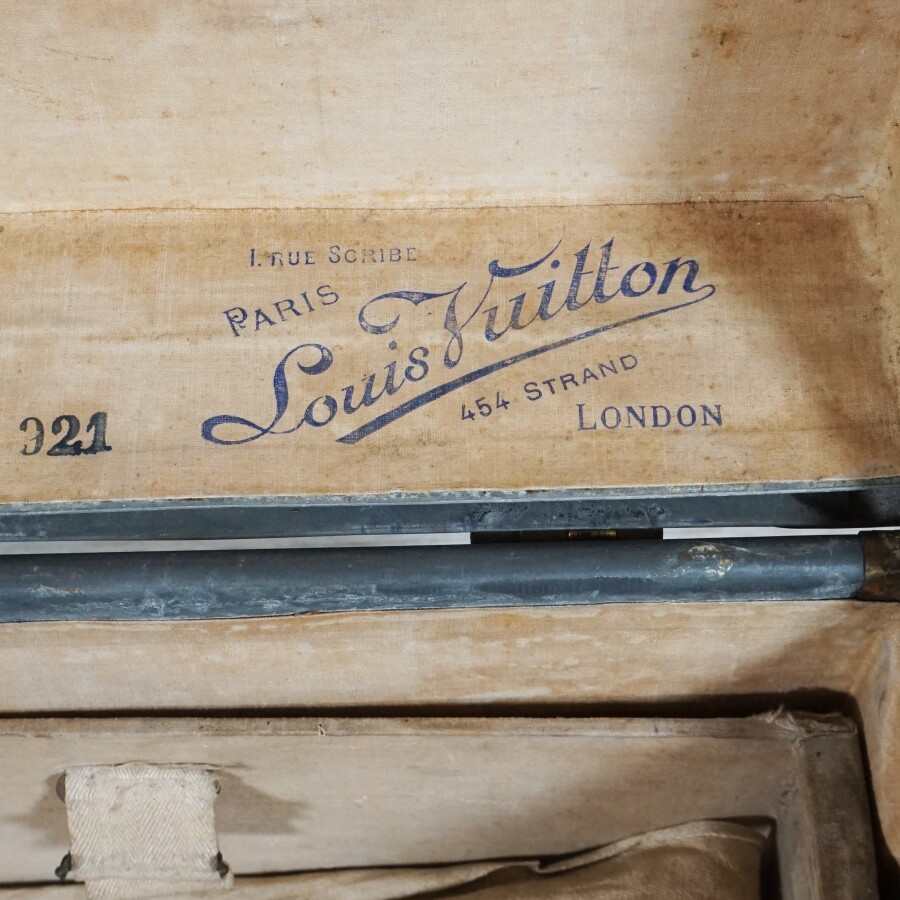 1. RUE SCRIBE
PARIS
Louis Vuitton
454 STRAND
LONDON
921